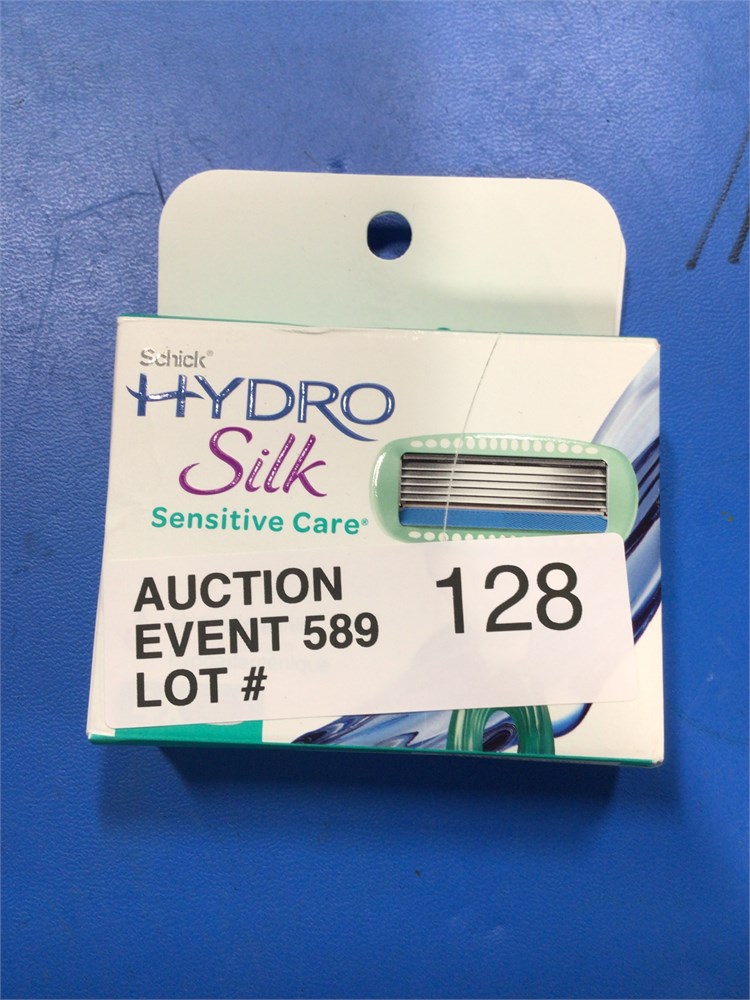 Schick®
HYDRO
Silk
Sensitive Care®
AUCTION
EVENT 589
LOT #
128